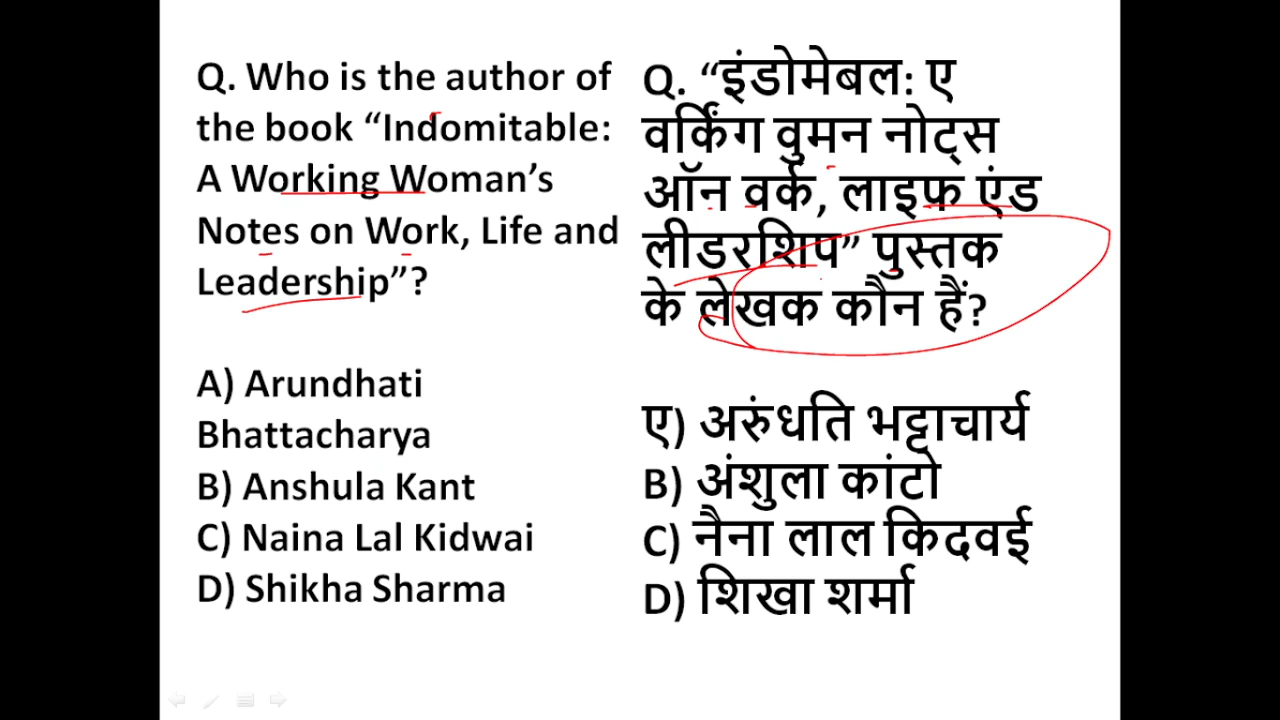 Q. Who is the author of
the book “Indomitable:
A Working Woman’s
Notes on Work, Life and
Leadership”?
A) Arundhati
Bhattacharya
B) Anshula Kant
C) Naina Lal Kidwai
D) Shikha Sharma
Q. “इंडोमेबल: ए
वर्किंग वुमन नोट्स
ऑन वर्क, लाइफ एंड
लीडरशिप” पुस्तक
के लेखक कौन हैं?
ए) अरुंधति भट्टाचार्य
B) अंशुला कांटो
C) नैना लाल किदवई
D) शिखा शर्मा